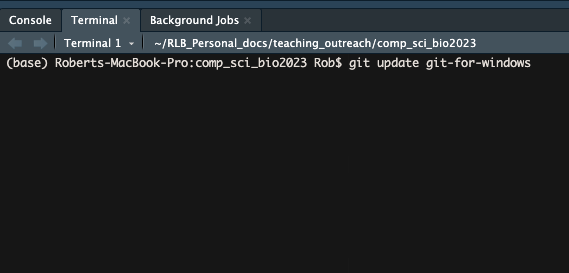 Console Terminal × Background Jobs ×
Terminal 1 ~/RLB_Personal_docs/teaching_outreach/comp_sci_bio2023
(base) Roberts-MacBook-Pro:comp_sci_bio2023 Rob$ git update git-for-windows